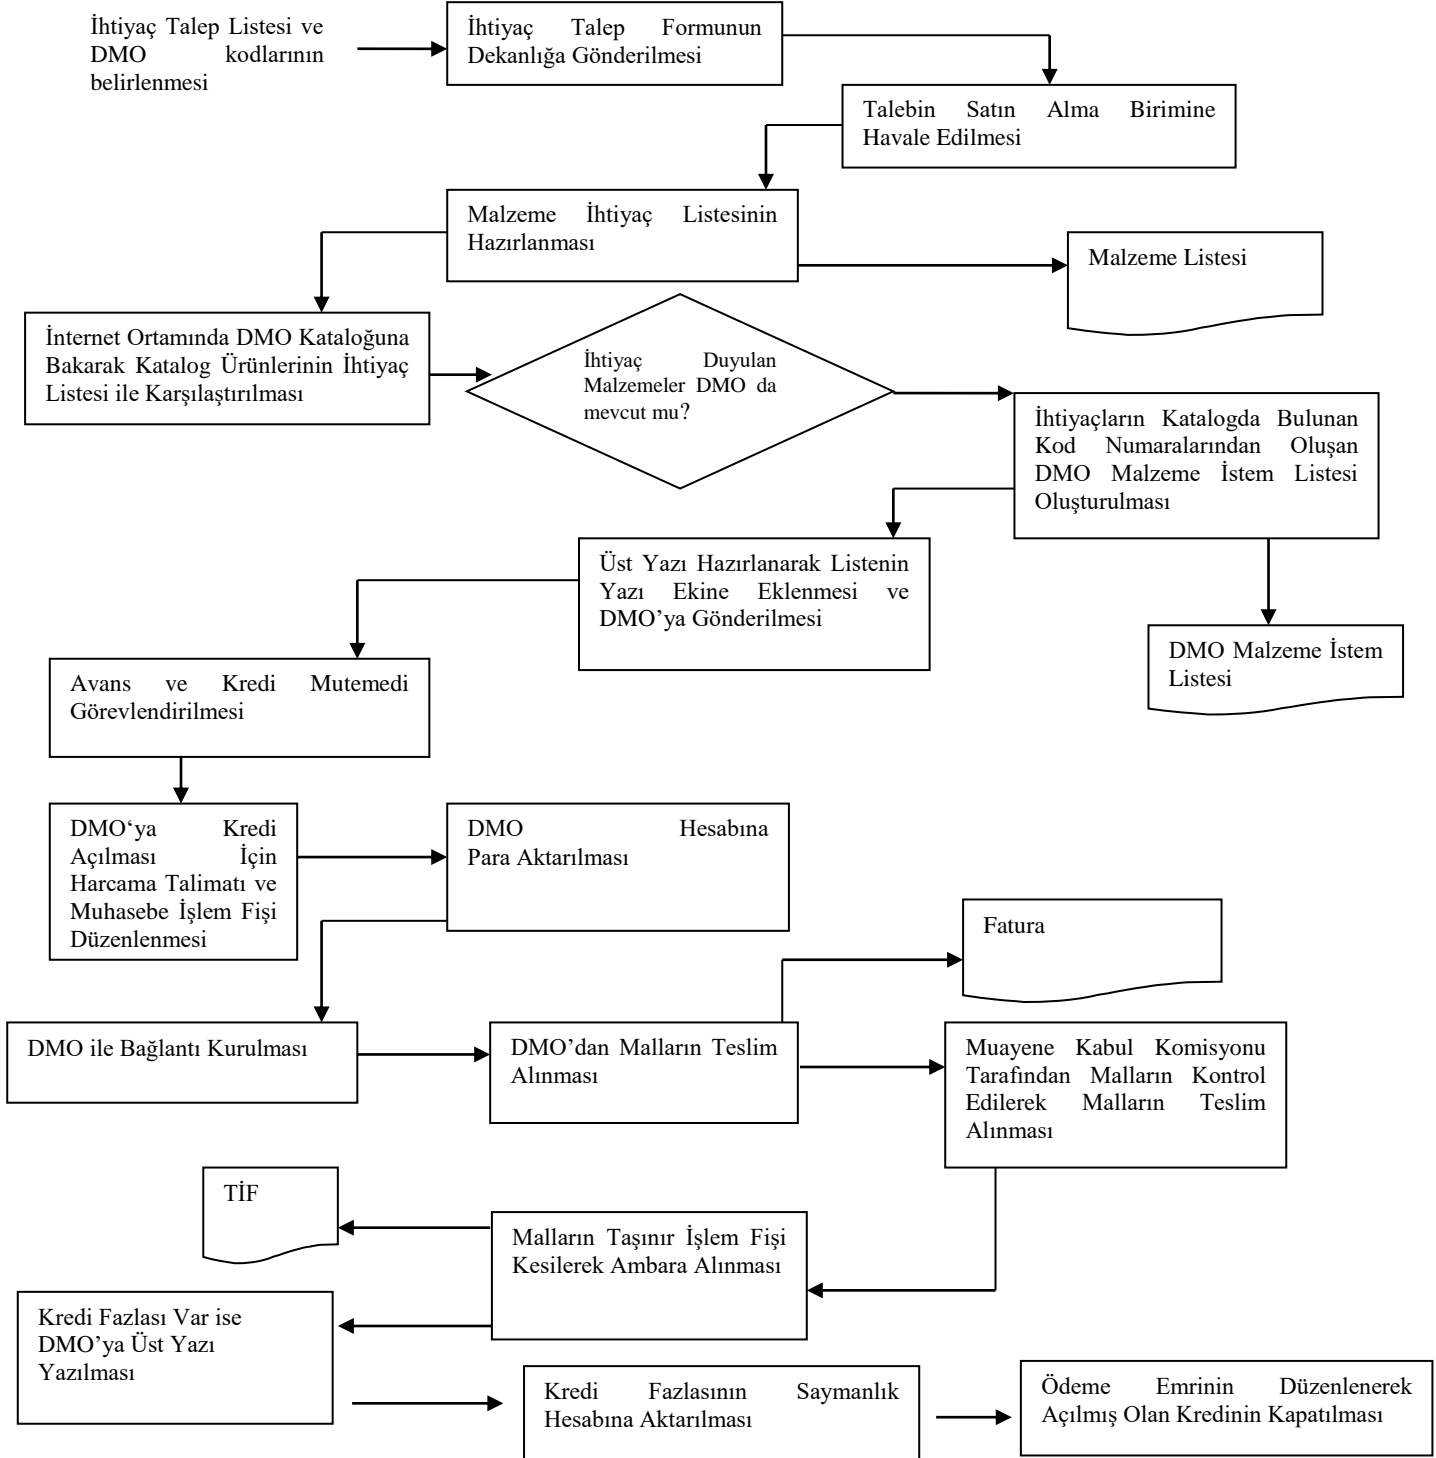 İhtiyaç Talep Listesi ve
DMO kodlarının
belirlenmesi
İhtiyaç Talep Formunun
Dekanlığa Gönderilmesi
Talebin Satın Alma Birimine
Havale Edilmesi
Malzeme İhtiyaç Listesinin
Hazırlanması
Malzeme Listesi
İnternet Ortamında DMO Kataloğuna
Bakarak Katalog Ürünlerinin İhtiyaç
Listesi ile Karşılaştırılması
İhtiyaç Duyulan
Malzemeler DMO da
mevcut mu?
İhtiyaçların Katalogda Bulunan
Kod Numaralarından Oluşan
DMO Malzeme İstem Listesi
Oluşturulması
Üst Yazı Hazırlanarak Listenin
Yazı Ekine Eklenmesi ve
DMO’ya Gönderilmesi
DMO Malzeme İstem
Listesi
Avans ve Kredi Mutemedi
Görevlendirilmesi
DMO‘ya Kredi
Açılması İçin
Harcama Talimatı ve
Muhasebe İşlem Fişi
Düzenlenmesi
DMO Hesabına
Para Aktarılması
Fatura
DMO ile Bağlantı Kurulması
DMO’dan Malların Teslim
Alınması
Muayene Kabul Komisyonu
Tarafından Malların Kontrol
Edilerek Malların Teslim
Alınması
TİF
Malların Taşınır İşlem Fişi
Kesilerek Ambara Alınması
Kredi Fazlası Var ise
DMO’ya Üst Yazı
Yazılması
Kredi Fazlasının Saymanlık
Hesabına Aktarılması
Ödeme Emrinin Düzenlenerek
Açılmış Olan Kredinin Kapatılması